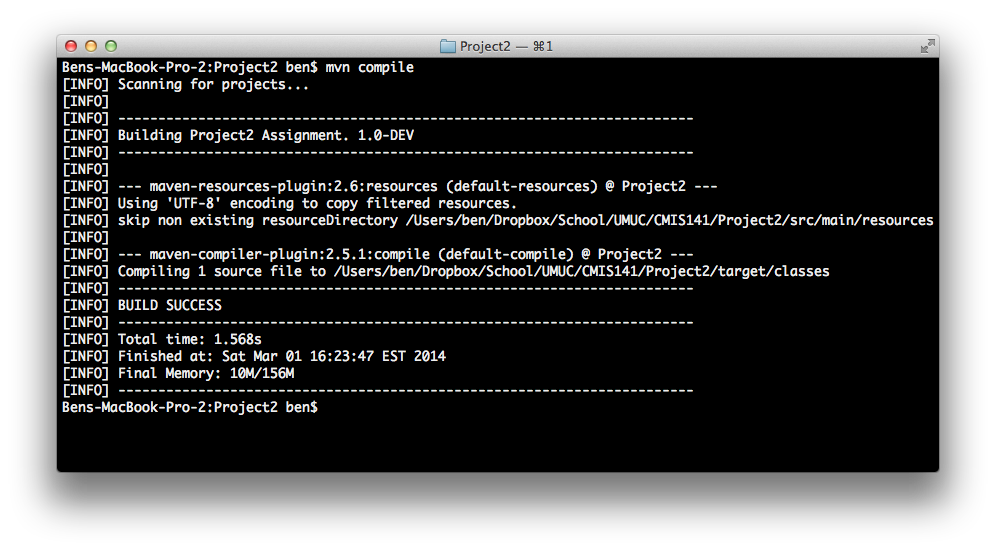 Project2 — ⌘1
Bens-MacBook-Pro-2:Project2 ben$ mvn compile
[INFO] Scanning for projects...
[INFO]
[INFO] ------------------------------------------------------------------------
[INFO] Building Project2 Assignment. 1.0-DEV
[INFO] ------------------------------------------------------------------------
[INFO]
[INFO] --- maven-resources-plugin:2.6:resources (default-resources) @ Project2 ---
[INFO] Using 'UTF-8' encoding to copy filtered resources.
[INFO] skip non existing resourceDirectory /Users/ben/Dropbox/School/UMUC/CMIS141/Project2/src/main/resources
[INFO]
[INFO] --- maven-compiler-plugin:2.5.1:compile (default-compile) @ Project2 ---
[INFO] Compiling 1 source file to /Users/ben/Dropbox/School/UMUC/CMIS141/Project2/target/classes
[INFO] ------------------------------------------------------------------------
[INFO] BUILD SUCCESS
[INFO] ------------------------------------------------------------------------
[INFO] Total time: 1.568s
[INFO] Finished at: Sat Mar 01 16:23:47 EST 2014
[INFO] Final Memory: 10M/156M
[INFO] ------------------------------------------------------------------------
Bens-MacBook-Pro-2:Project2 ben$